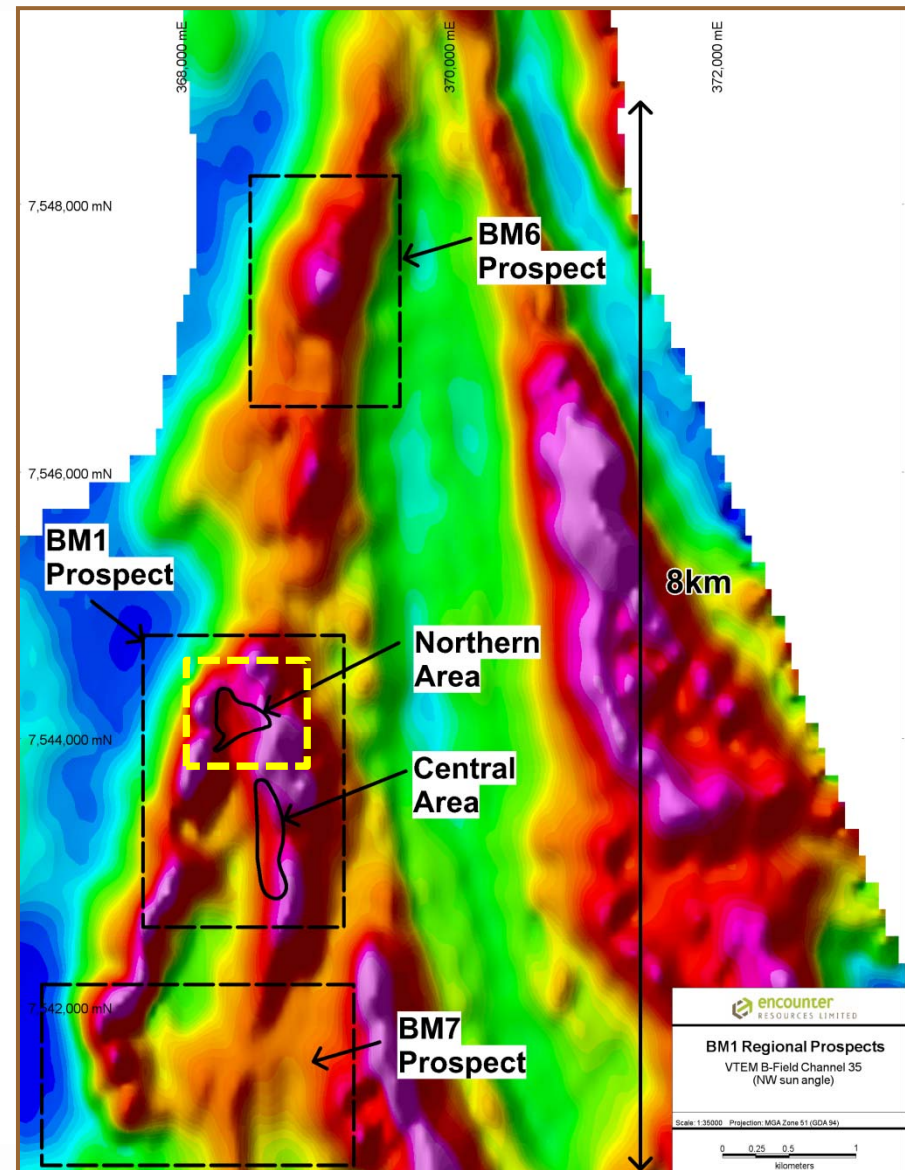 368,000 mE
370,000 mE
372,000 mE
7,548,000 mN
BM6
Prospect
7,546,000 mN
BM1
Prospect
8km
Northern
Area
7,544,000 mN
Central
Area
7,542,000 mN
BM7
Prospect
encounter
RESOURCES LIMITED
BM1 Regional Prospects
VTEM B-Field Channel 35
(NW sun angle)
Scale: 1:35000 Projection: MGA Zone 51 (GDA 94)
0 0.25 0.5 1
kilometers